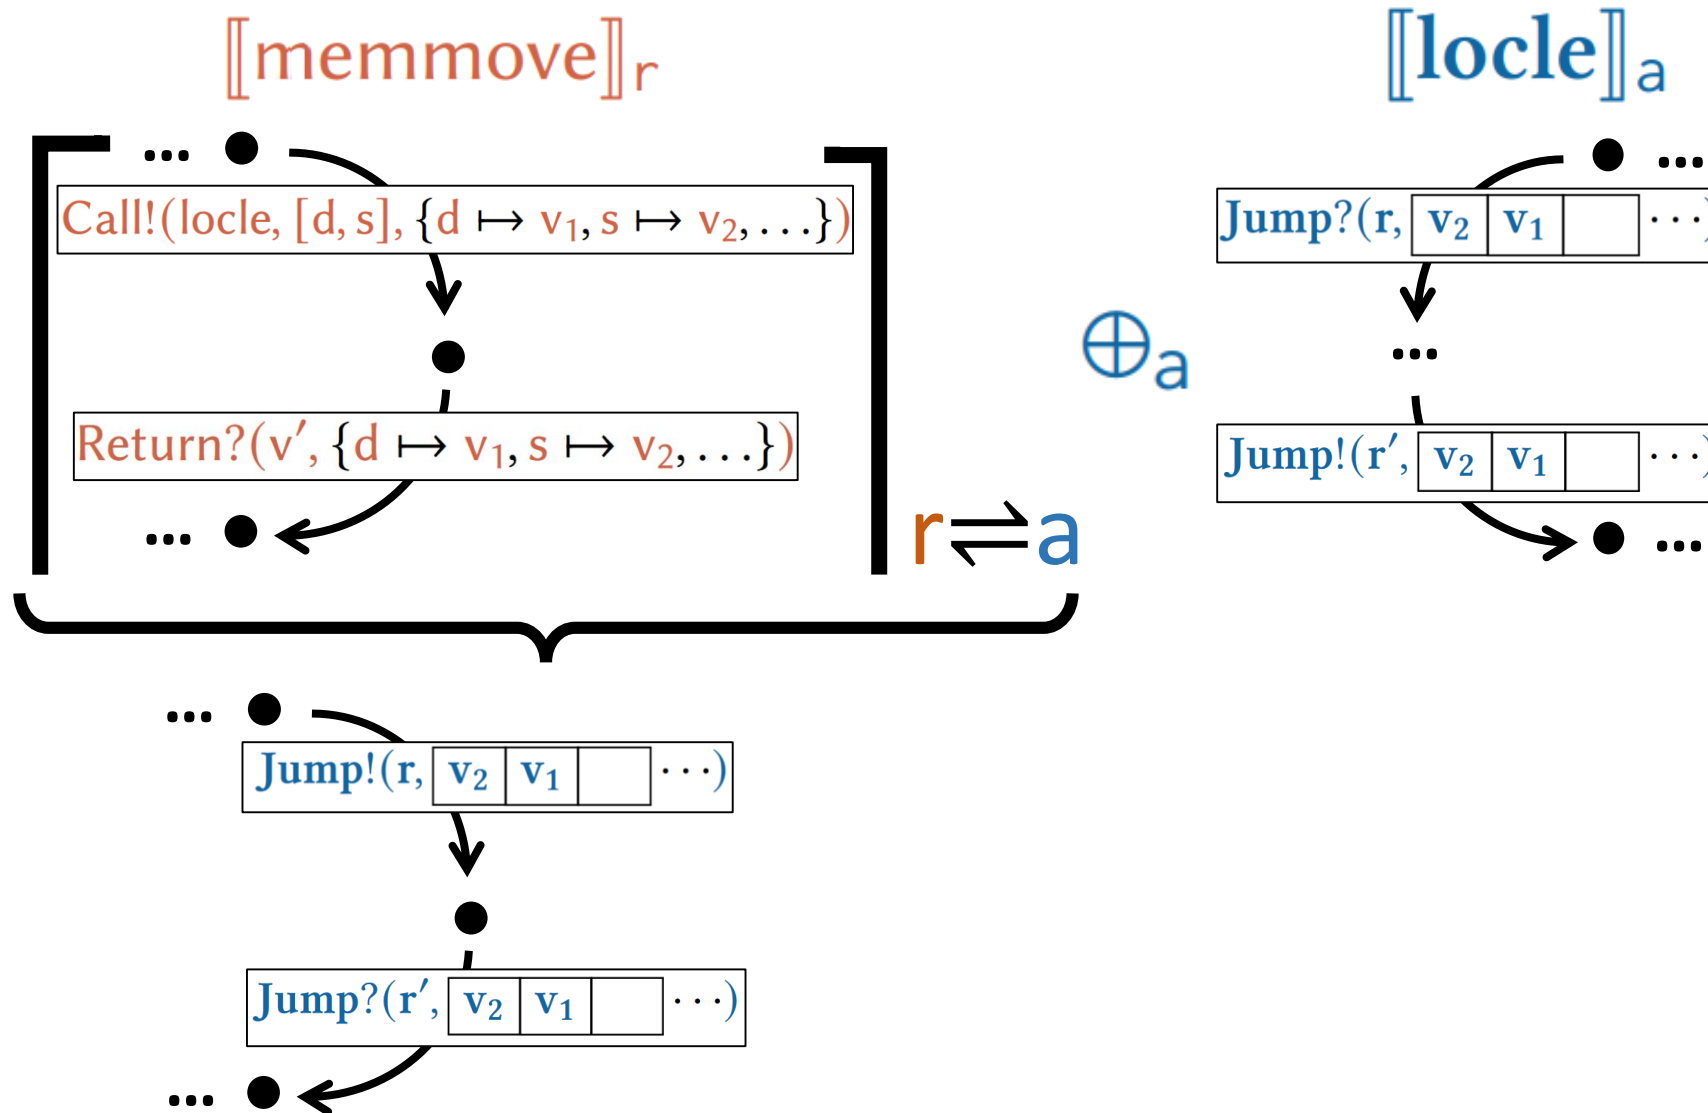 ⟦memmove⟧r
... Call!(locle, [d, s], {d ↦ v₁, s ↦ v₂, ...})
Return?(v′, {d ↦ v₁, s ↦ v₂, ...})
...
r⇌a
⊕a
⟦locle⟧a
...
Jump?(r, v₂ v₁ ···)
...
Jump!(r′, v₂ v₁ ···)
...
...
Jump!(r, v₂ v₁ ···)
Jump?(r′, v₂ v₁ ···)
...